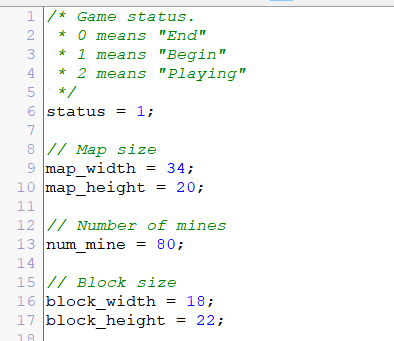 1 /* Game status.
2  * 0 means "End"
3  * 1 means "Begin"
4  * 2 means "Playing"
5  */
6 status = 1;
7
8 // Map size
9 map_width = 34;
10 map_height = 20;
11
12 // Number of mines
13 num_mine = 80;
14
15 // Block size
16 block_width = 18;
17 block_height = 22;
18